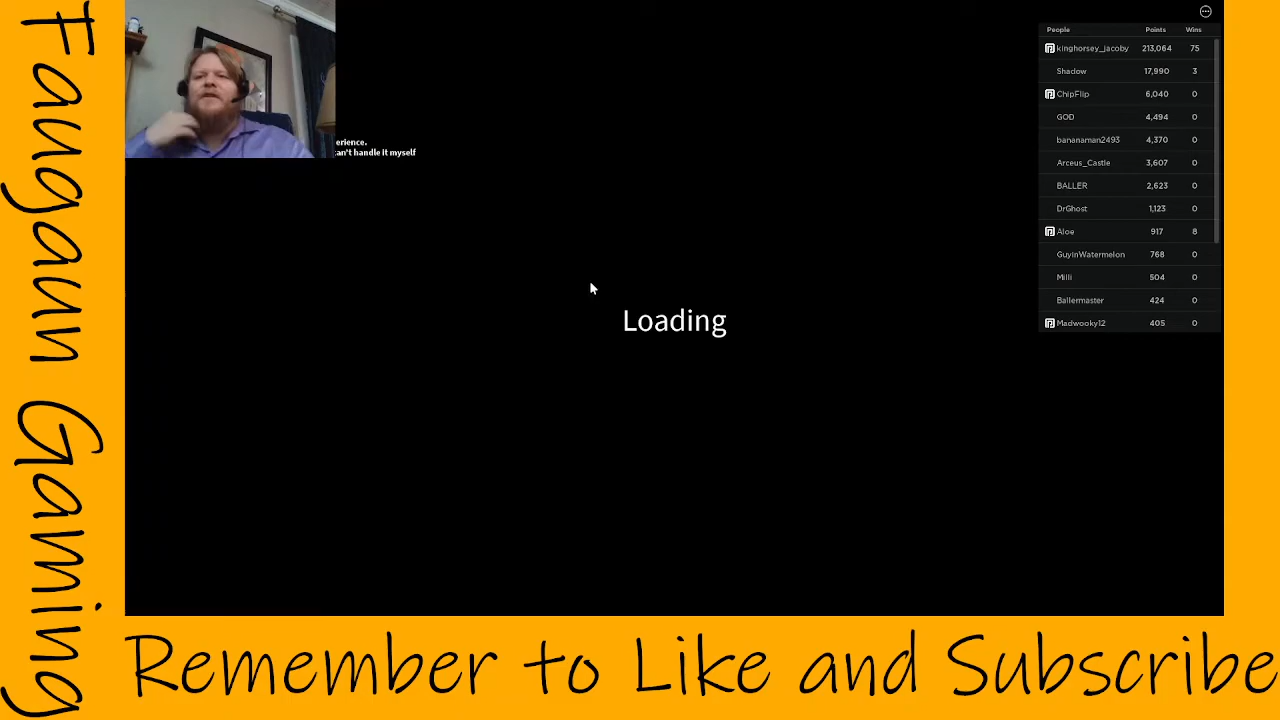 Faugaun Gaming
erience.
an't handle it myself
Loading
People Points Wins
kinghorsey_jacoby 213,064 75
Shadow 17,990 3
ChipFlip 6,040 0
GOD 4,494 0
bananaman2493 4,370 0
Arceus_Castle 3,607 0
BALLER 2,623 0
DrGhost 1,123 0
Aloe 917 8
GuyinWatermelon 768 0
Milli 504 0
Ballermaster 424 0
Madwooky12 405 0
Remember to Like and Subscribe